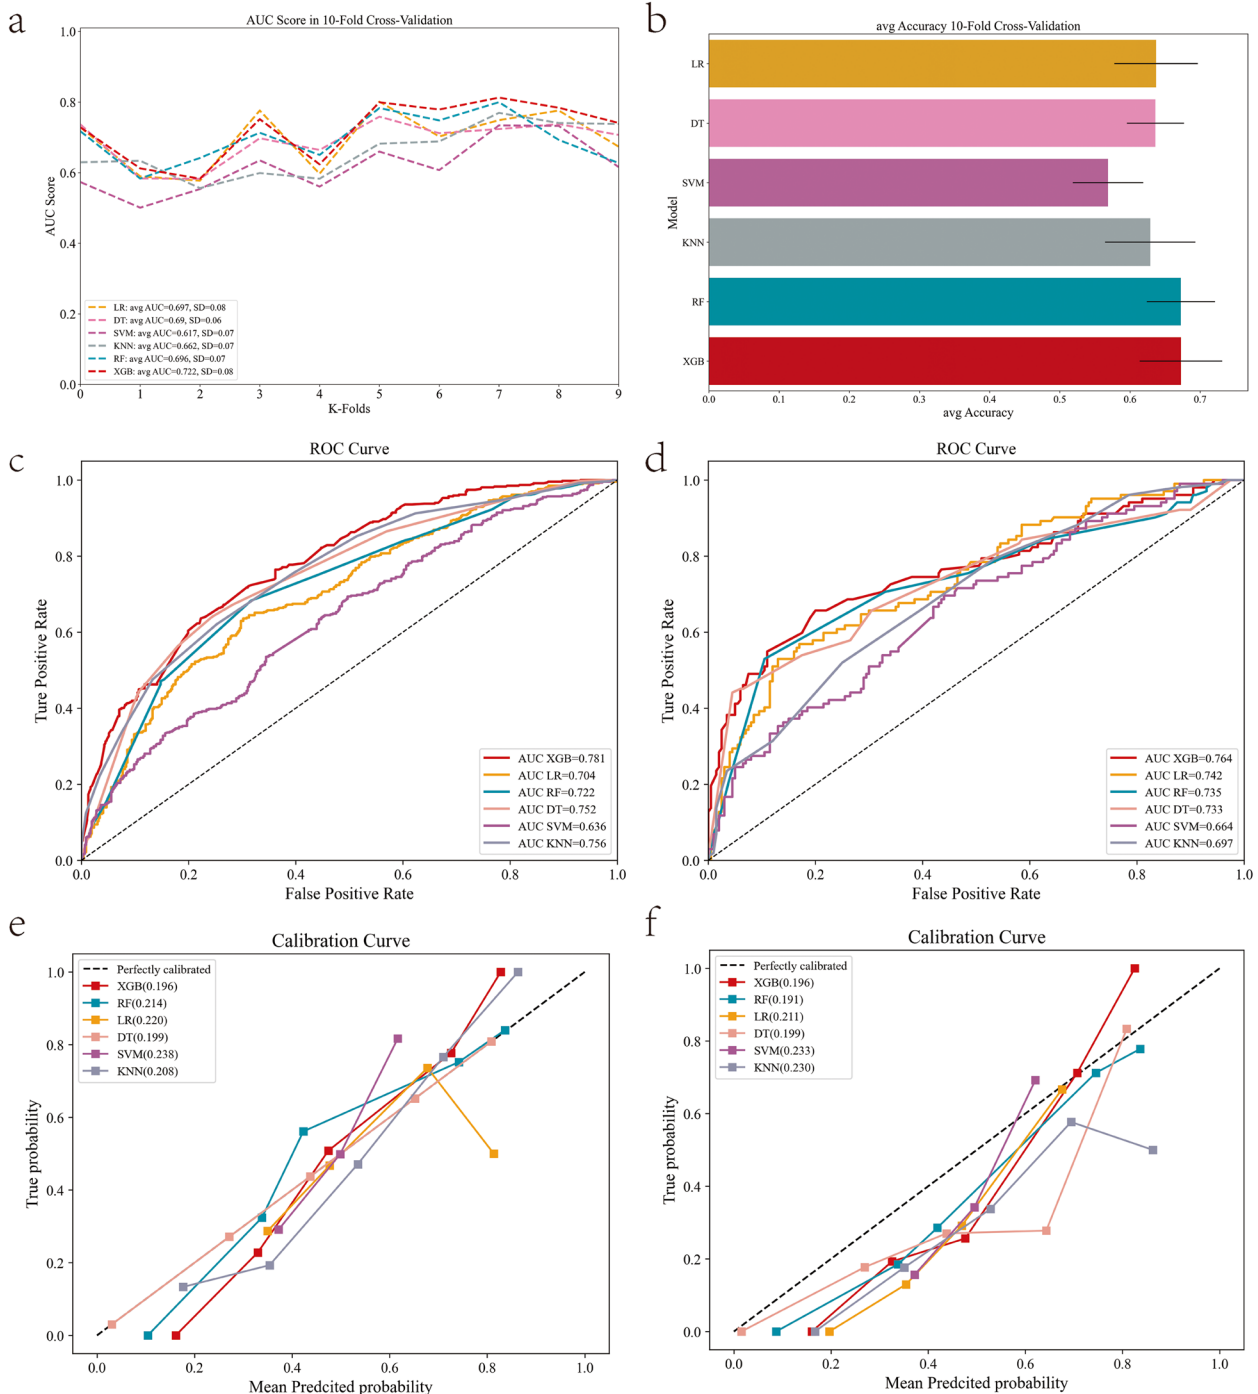 a
AUC Score in 10-Fold Cross-Validation
1.0
0.8
0.6
0.4
0.2
0.0
AUC Score
LR: avg AUC=0.697, SD=0.08
DT: avg AUC=0.69, SD=0.06
SVM: avg AUC=0.617, SD=0.07
KNN: avg AUC=0.662, SD=0.07
RF: avg AUC=0.696, SD=0.07
XGB: avg AUC=0.722, SD=0.08
0 1 2 3 4 5 6 7 8 9
K-Folds
b
avg Accuracy 10-Fold Cross-Validation
LR
DT
SVM
KNN
RF
XGB
Model
0.0 0.1 0.2 0.3 0.4 0.5 0.6 0.7
avg Accuracy
c
ROC Curve
1.0
0.8
0.6
0.4
0.2
0.0
Ture Positive Rate
AUC XGB=0.781
AUC LR=0.704
AUC RF=0.722
AUC DT=0.752
AUC SVM=0.636
AUC KNN=0.756
0.0 0.2 0.4 0.6 0.8 1.0
False Positive Rate
d
ROC Curve
1.0
0.8
0.6
0.4
0.2
0.0
Ture Positive Rate
AUC XGB=0.764
AUC LR=0.742
AUC RF=0.735
AUC DT=0.733
AUC SVM=0.664
AUC KNN=0.697
0.0 0.2 0.4 0.6 0.8 1.0
False Positive Rate
e
Calibration Curve
Perfectly calibrated
XGB(0.196)
RF(0.214)
LR(0.220)
DT(0.199)
SVM(0.238)
KNN(0.208)
1.0
0.8
0.6
0.4
0.2
0.0
True probability
0.0 0.2 0.4 0.6 0.8 1.0
Mean Predcited probability
f
Calibration Curve
Perfectly calibrated
XGB(0.196)
RF(0.191)
LR(0.211)
DT(0.199)
SVM(0.233)
KNN(0.230)
1.0
0.8
0.6
0.4
0.2
0.0
True probability
0.0 0.2 0.4 0.6 0.8 1.0
Mean Predcited probability